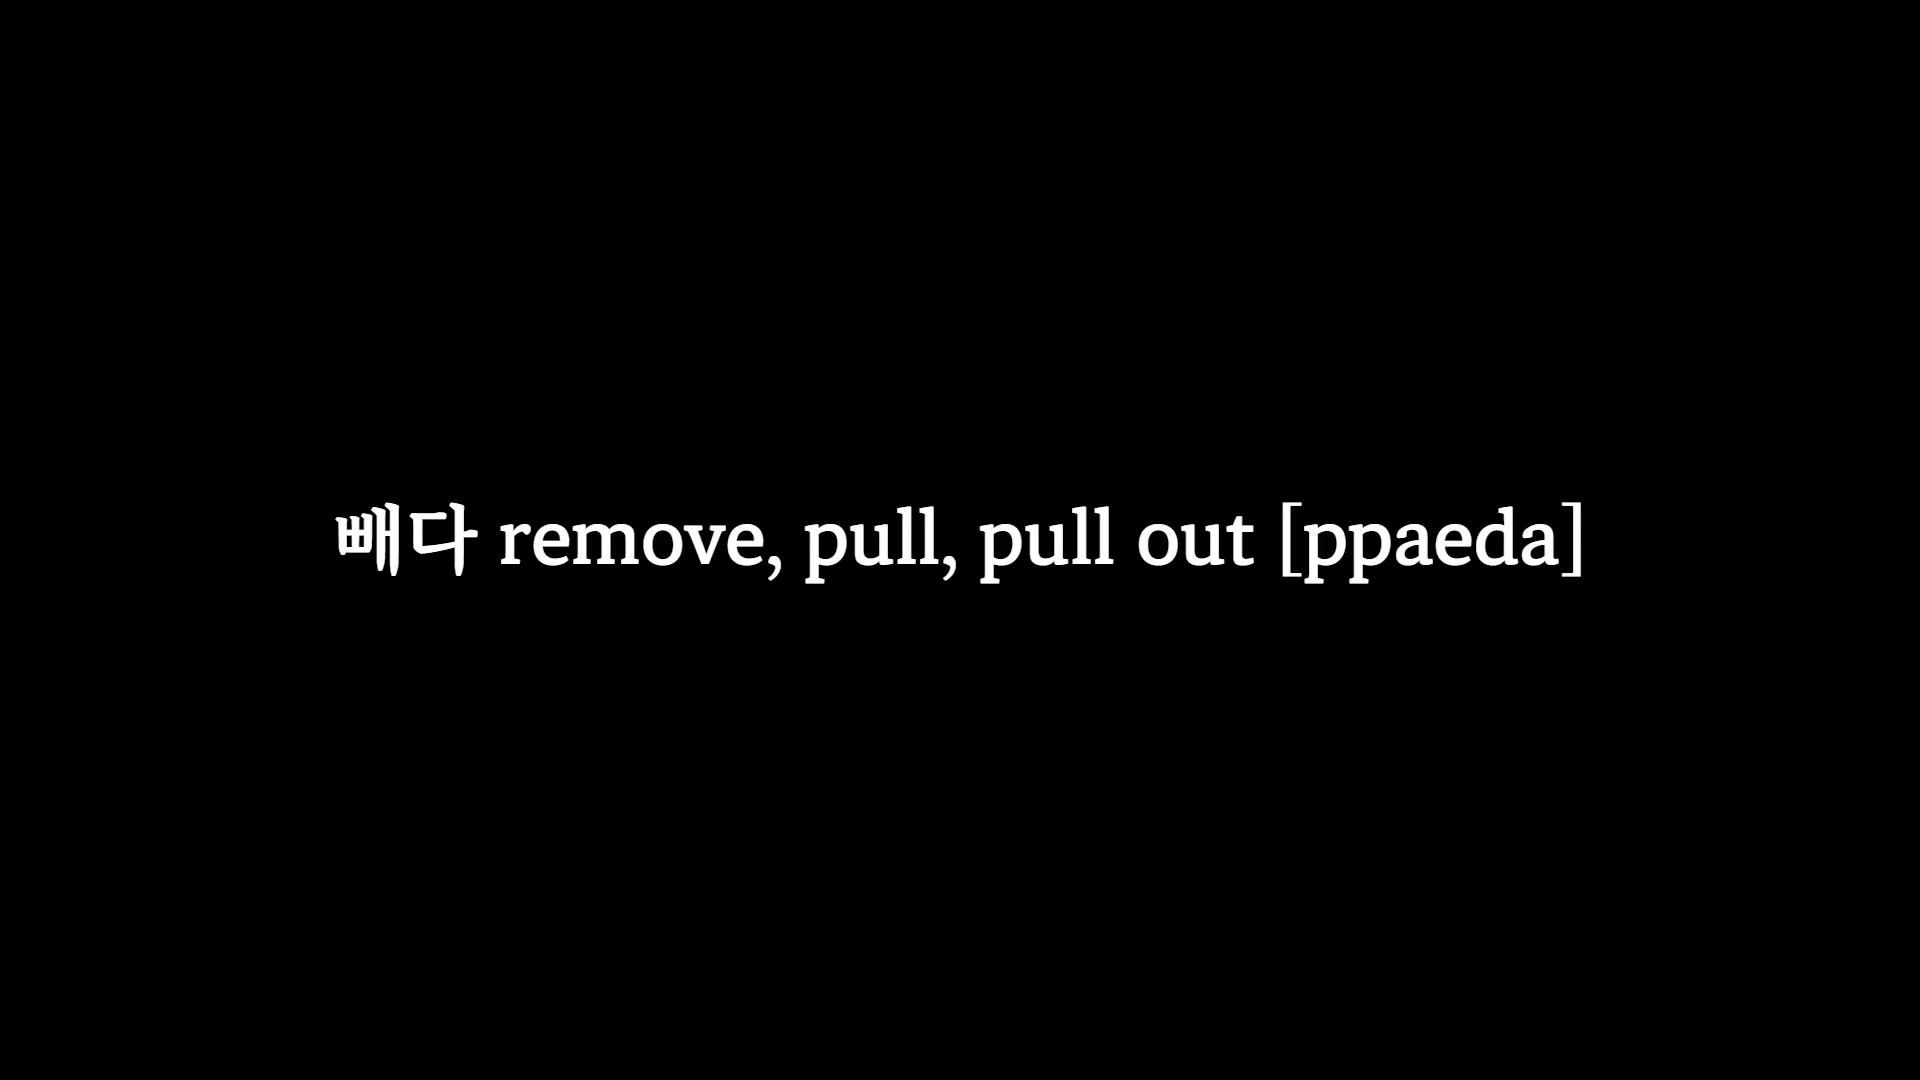 빼다 remove, pull, pull out [ppaeda]